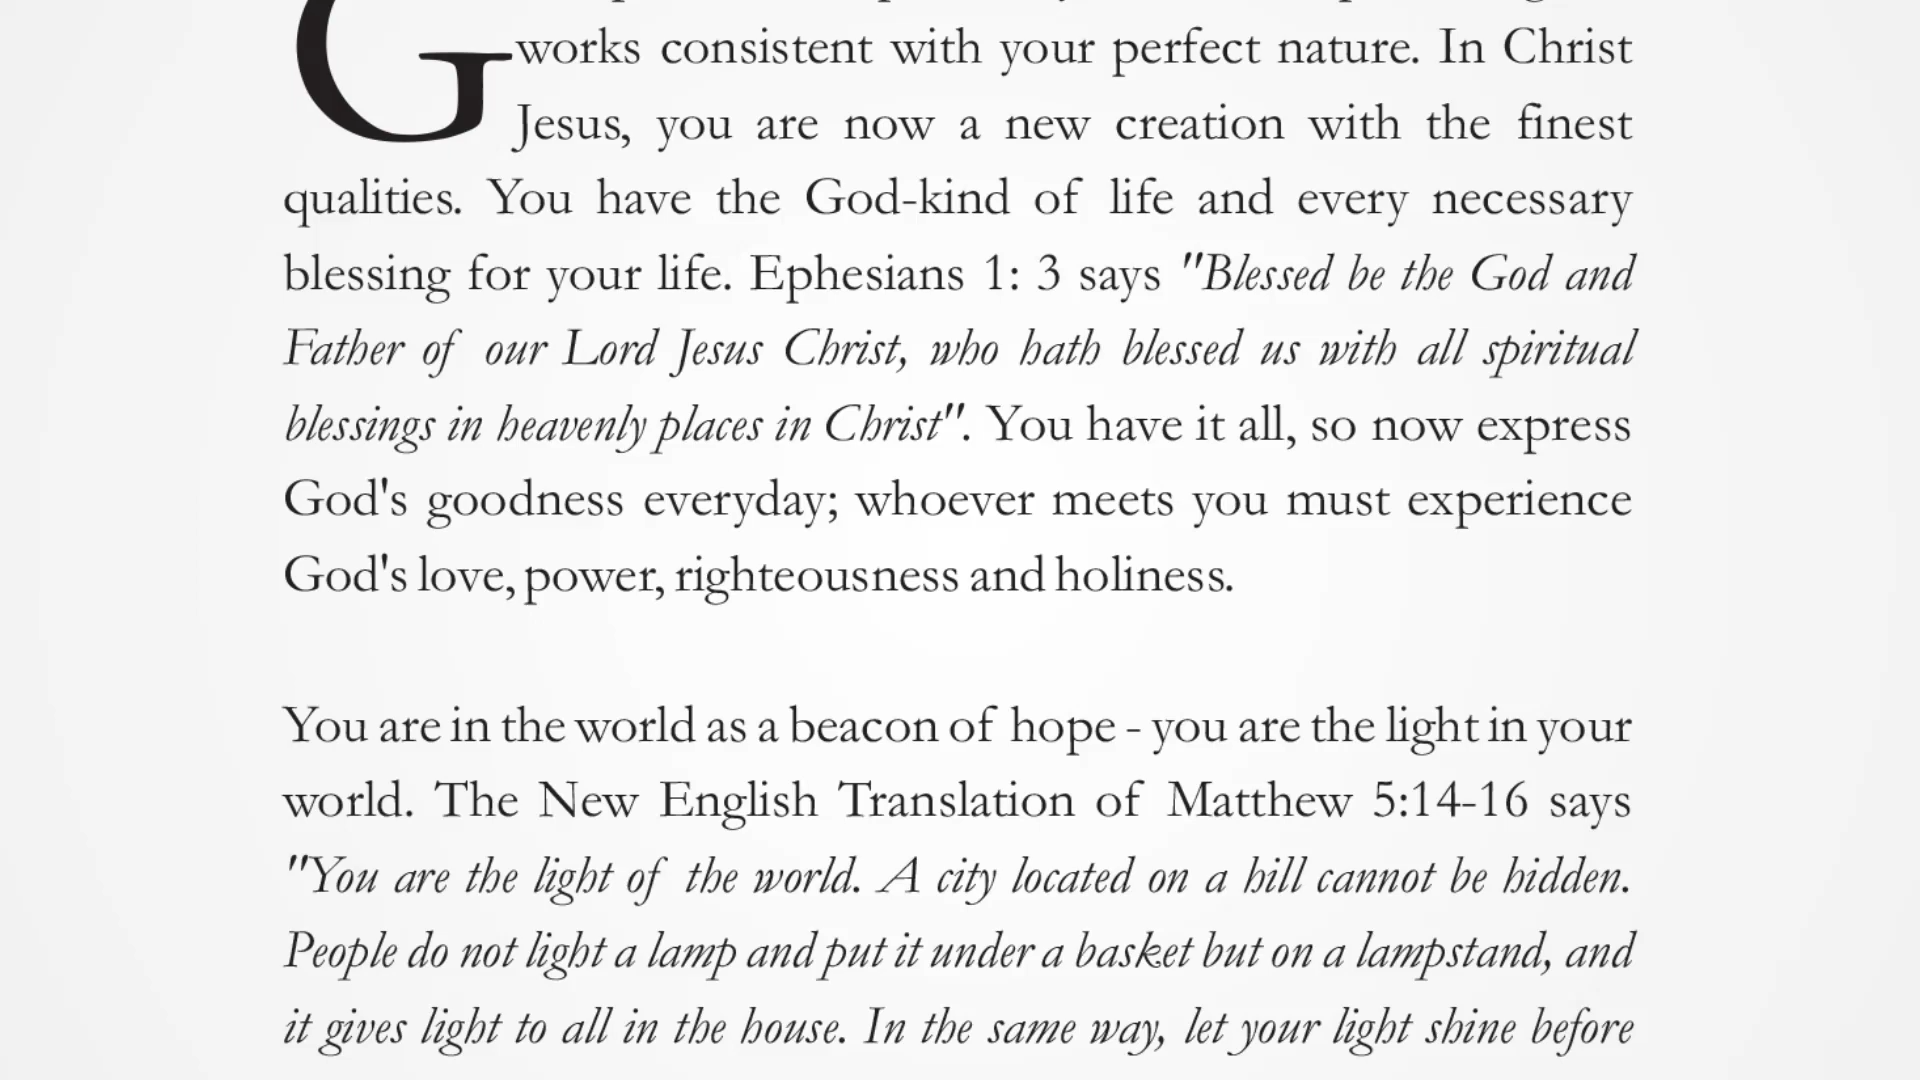 G works consistent with your perfect nature. In Christ
Jesus, you are now a new creation with the finest
qualities. You have the God-kind of life and every necessary
blessing for your life. Ephesians 1: 3 says "Blessed be the God and
Father of our Lord Jesus Christ, who hath blessed us with all spiritual
blessings in heavenly places in Christ". You have it all, so now express
God's goodness everyday; whoever meets you must experience
God's love, power, righteousness and holiness.
You are in the world as a beacon of hope - you are the light in your
world. The New English Translation of Matthew 5:14-16 says
"You are the light of the world. A city located on a hill cannot be hidden.
People do not light a lamp and put it under a basket but on a lampstand, and
it gives light to all in the house. In the same way, let your light shine before